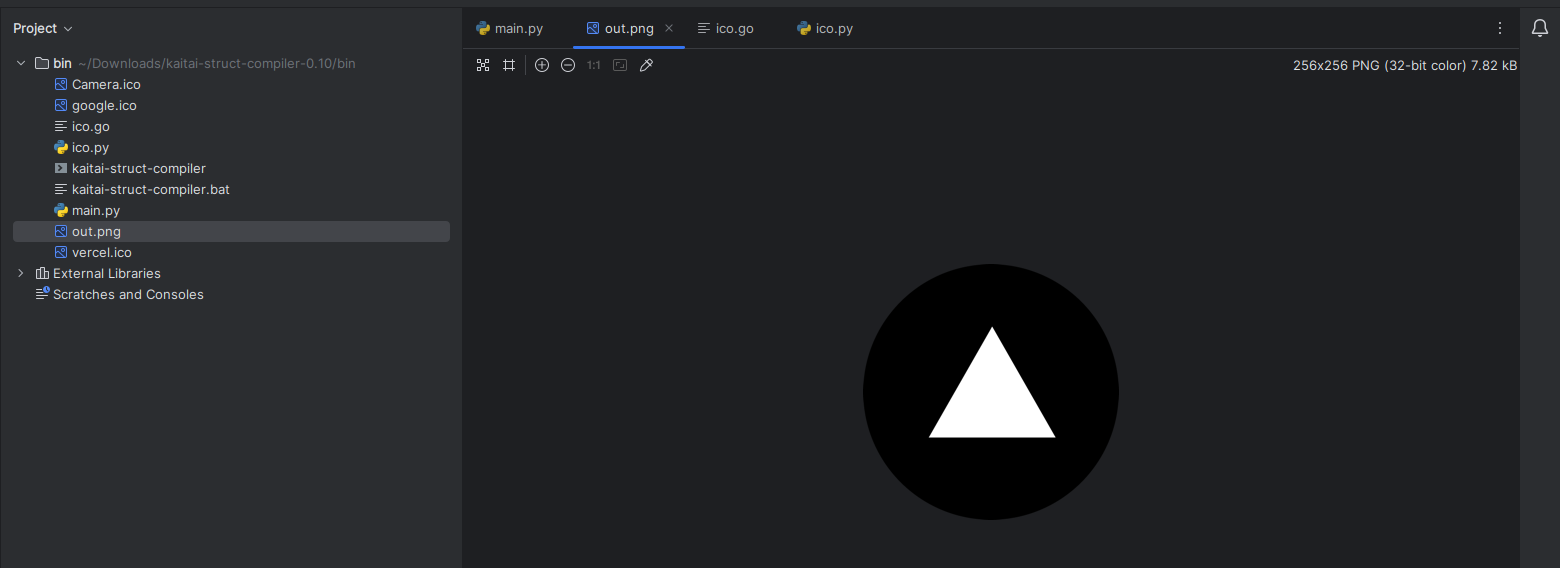 Project
main.py
out.png
ico.go
ico.py
bin ~/Downloads/kaitai-struct-compiler-0.10/bin
1:1
256x256 PNG (32-bit color) 7.82 kB
Camera.ico
google.ico
ico.go
ico.py
kaitai-struct-compiler
kaitai-struct-compiler.bat
main.py
out.png
vercel.ico
External Libraries
Scratches and Consoles